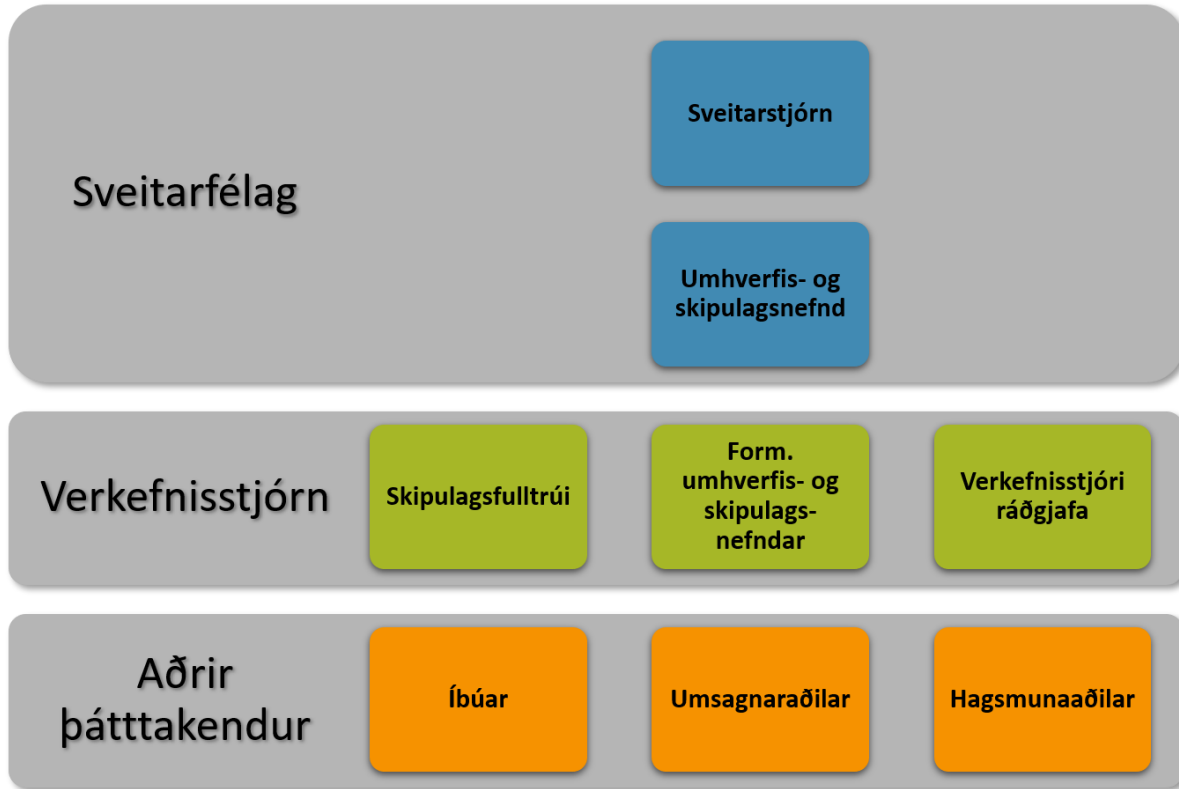 Sveitarfélag
Sveitarstjórn
Umhverfis- og
skipulagsnefnd
Verkefnisstjórn
Skipulagsfulltrúi
Form.
umhverfis- og
skipulags-
nefndar
Verkefnisstjóri
ráðgjafa
Aðrir
þátttakendur
Íbúar
Umsagnaraðilar
Hagsmunaaðilar